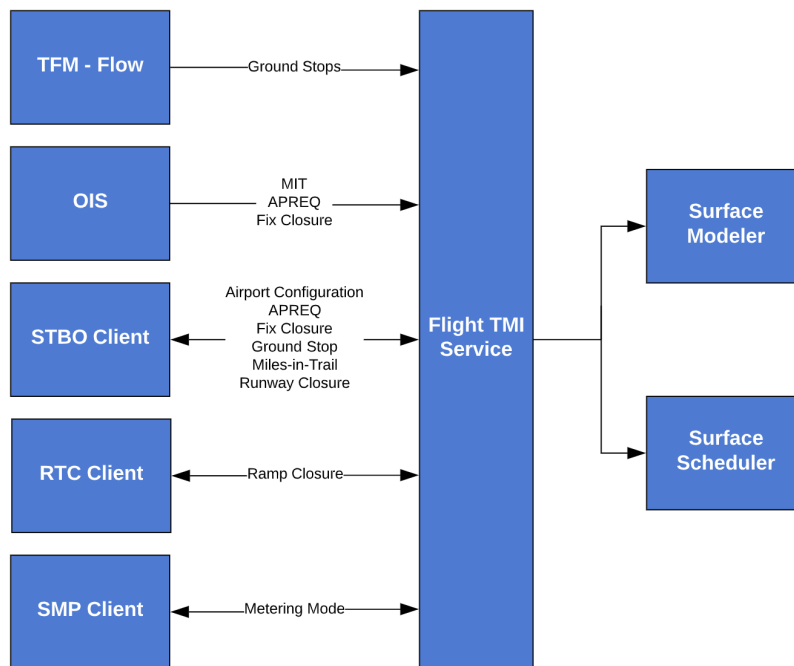 TFM - Flow
Ground Stops
OIS
MIT
APREQ
Fix Closure
STBO Client
Airport Configuration
APREQ
Fix Closure
Ground Stop
Miles-in-Trail
Runway Closure
RTC Client
Ramp Closure
SMP Client
Metering Mode
Flight TMI
Service
Surface
Modeler
Surface
Scheduler